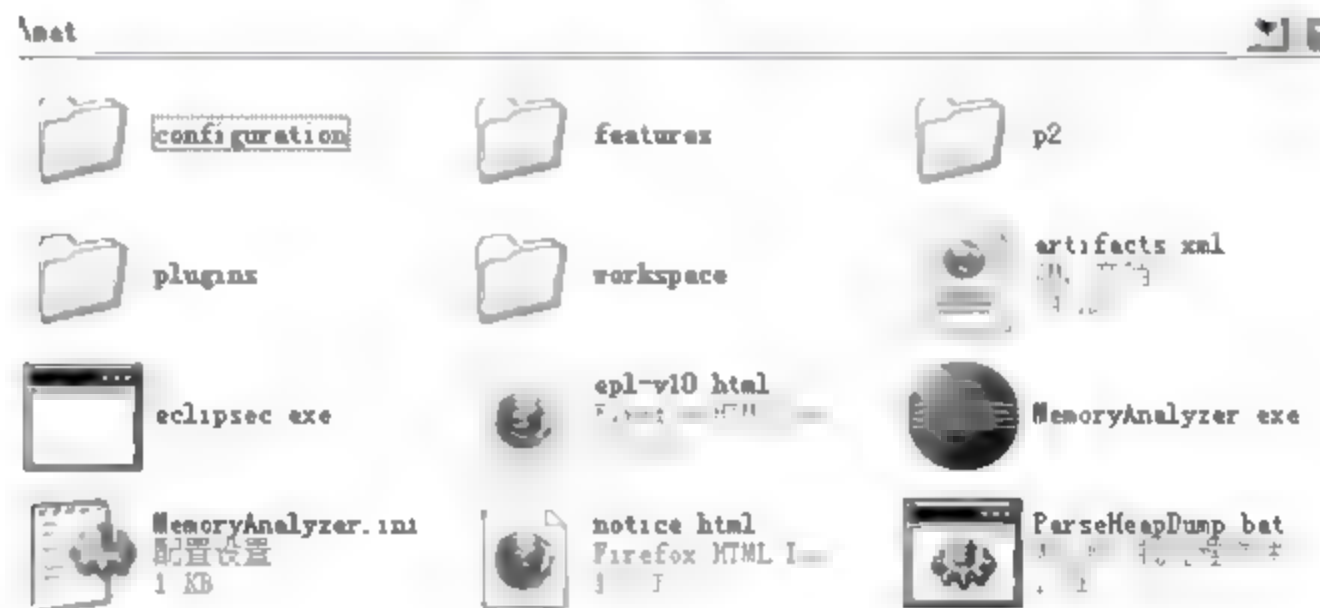 \mat
configuration
features
p2
plugins
workspace
artifacts.xml
eclipsec.exe
epl-v10.html
MemoryAnalyzer.exe
MemoryAnalyzer.ini
配置设置
1 KB
notice.html
Firefox HTML
ParseHeapDump.bat